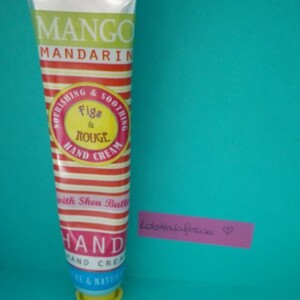 MANGO
MANDARIN
NOURISHING & SOOTHING
Figs
&
ROUGE
HAND CREAM
with Shea Butter
HAND
HAND CREAM